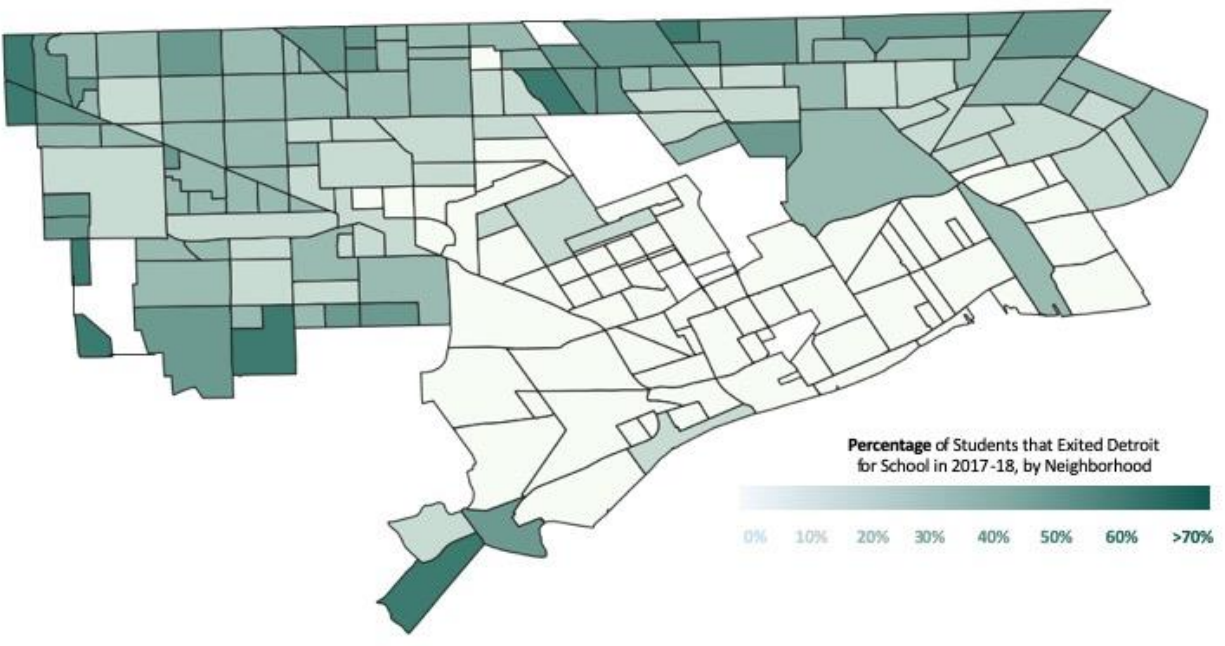 Percentage of Students that Exited Detroit
for School in 2017-18, by Neighborhood
0% 10% 20% 30% 40% 50% 60% >70%